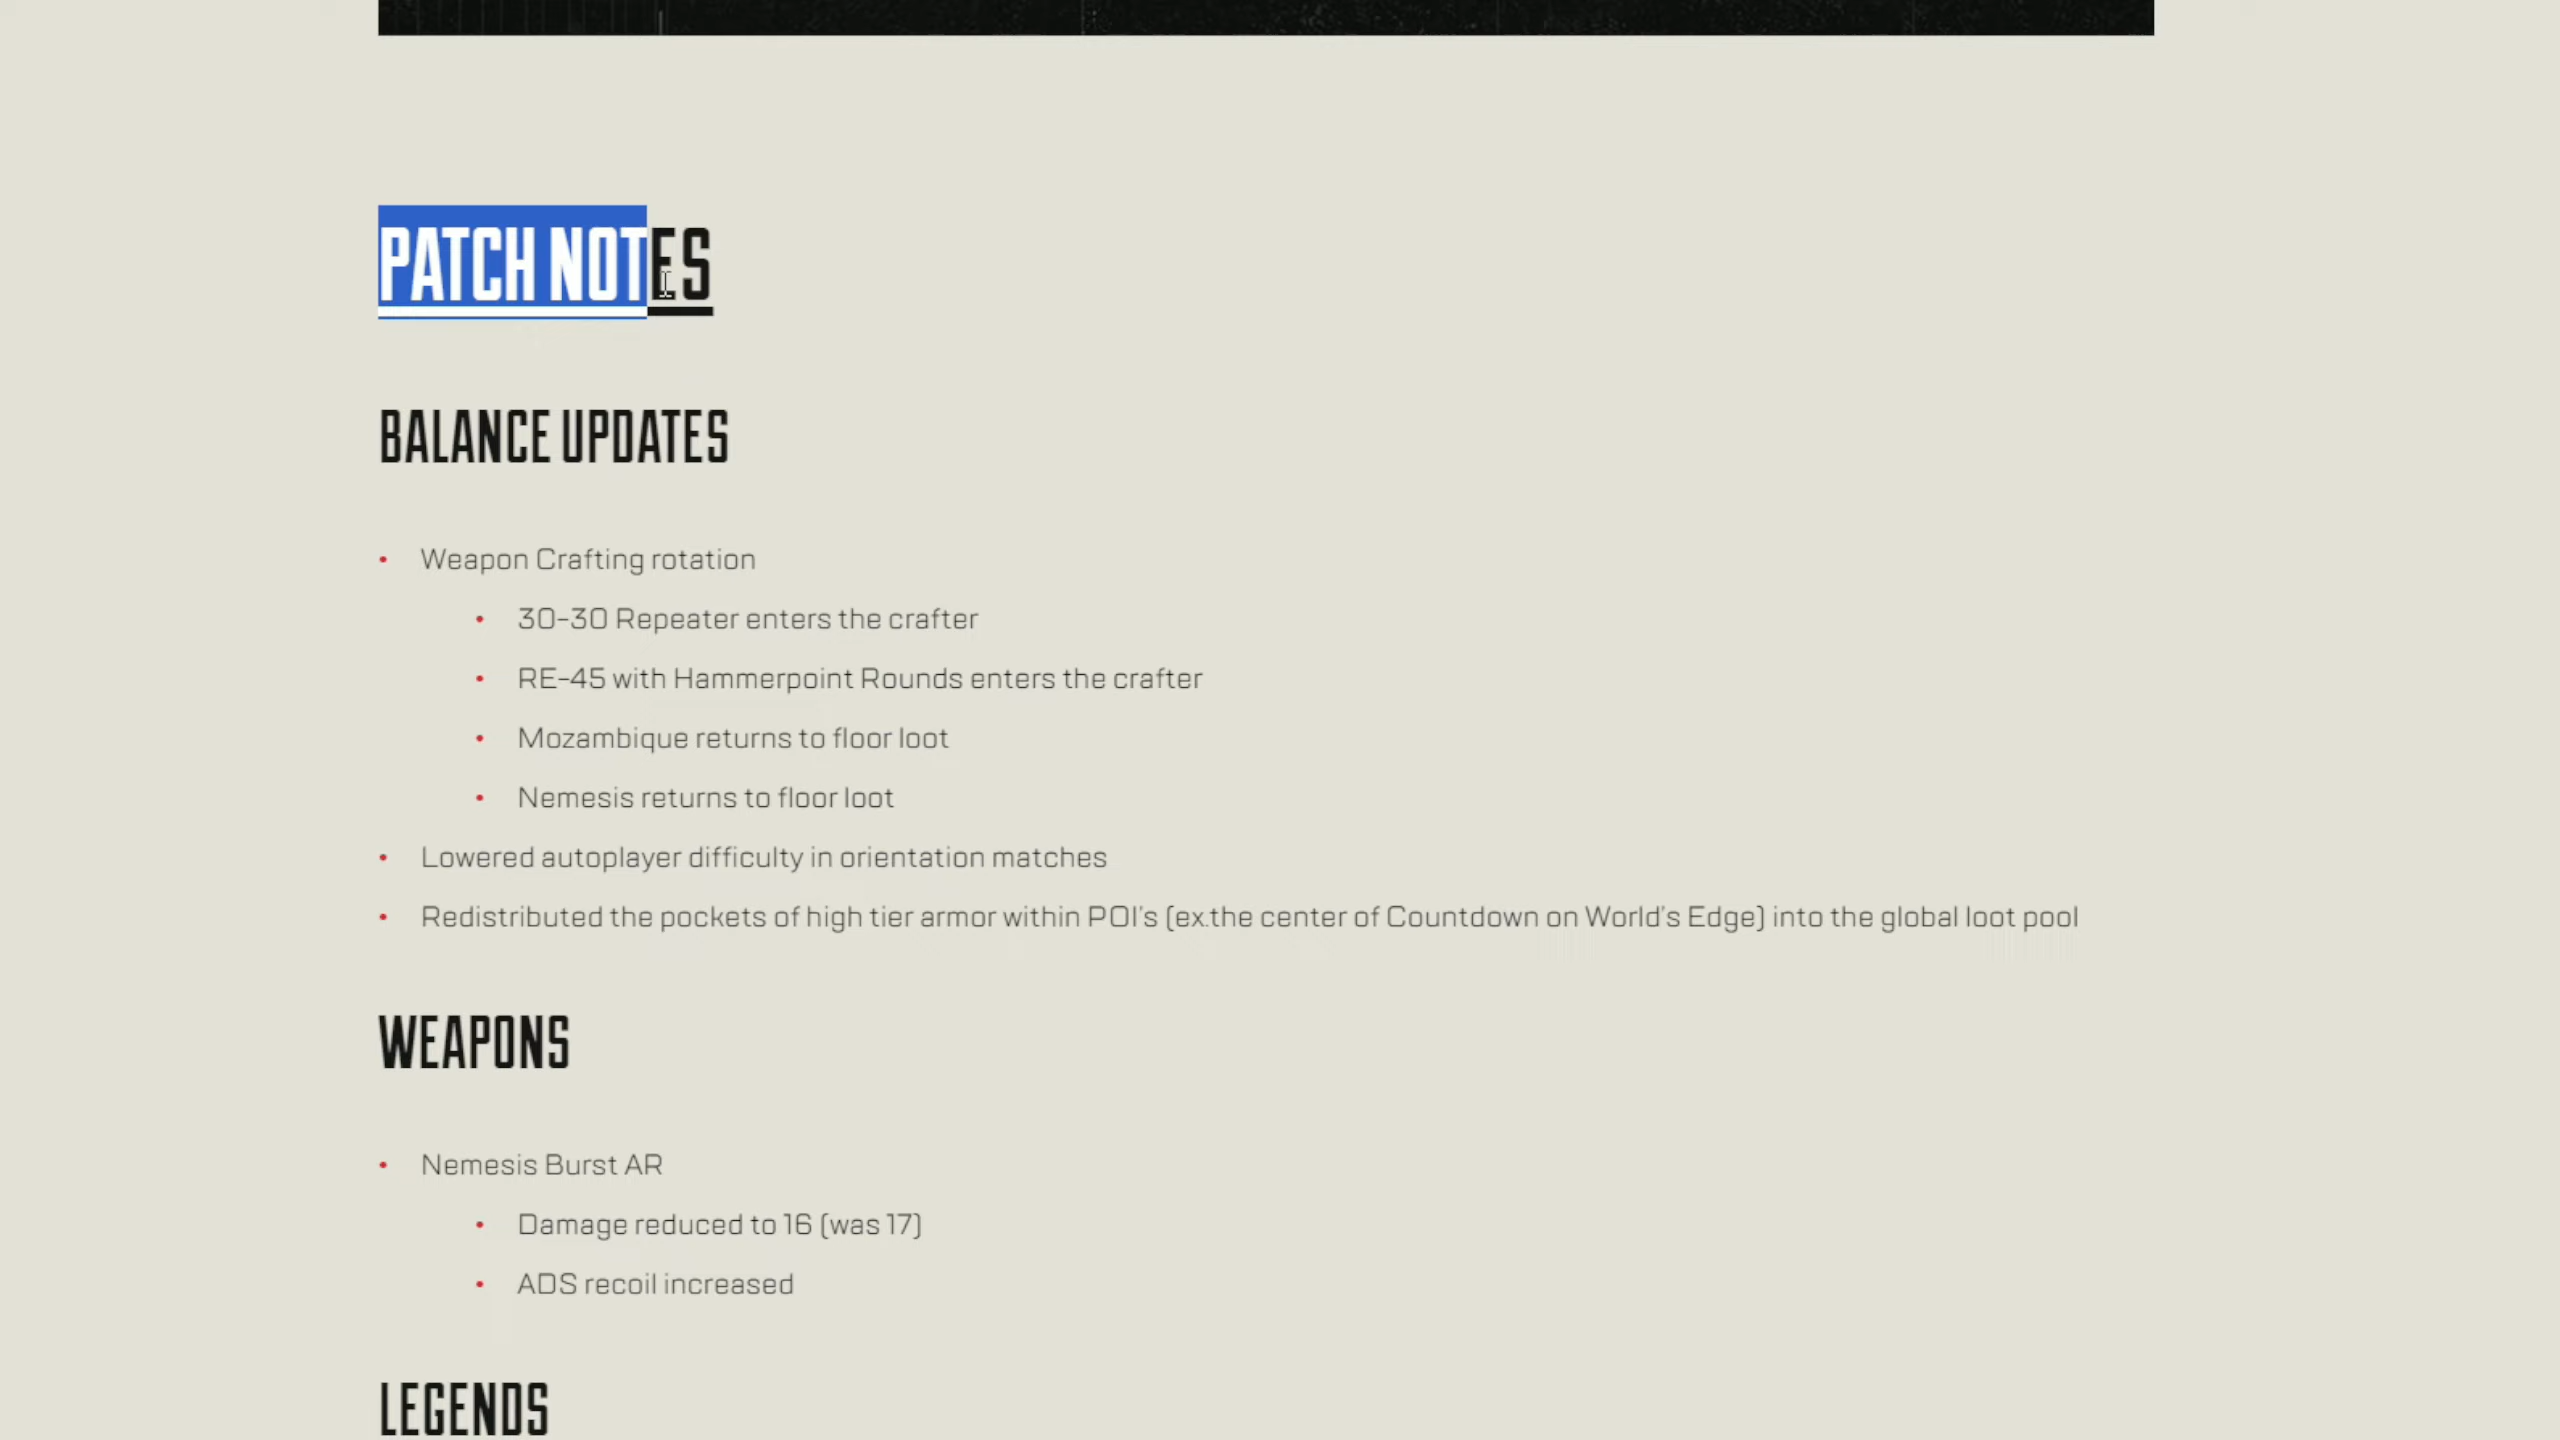 PATCH NOTES
BALANCE UPDATES
• Weapon Crafting rotation
• 30-30 Repeater enters the crafter
• RE-45 with Hammerpoint Rounds enters the crafter
• Mozambique returns to floor loot
• Nemesis returns to floor loot
• Lowered autoplayer difficulty in orientation matches
• Redistributed the pockets of high tier armor within POI's (ex.the center of Countdown on World's Edge) into the global loot pool
WEAPONS
• Nemesis Burst AR
• Damage reduced to 16 (was 17)
• ADS recoil increased
LEGENDS